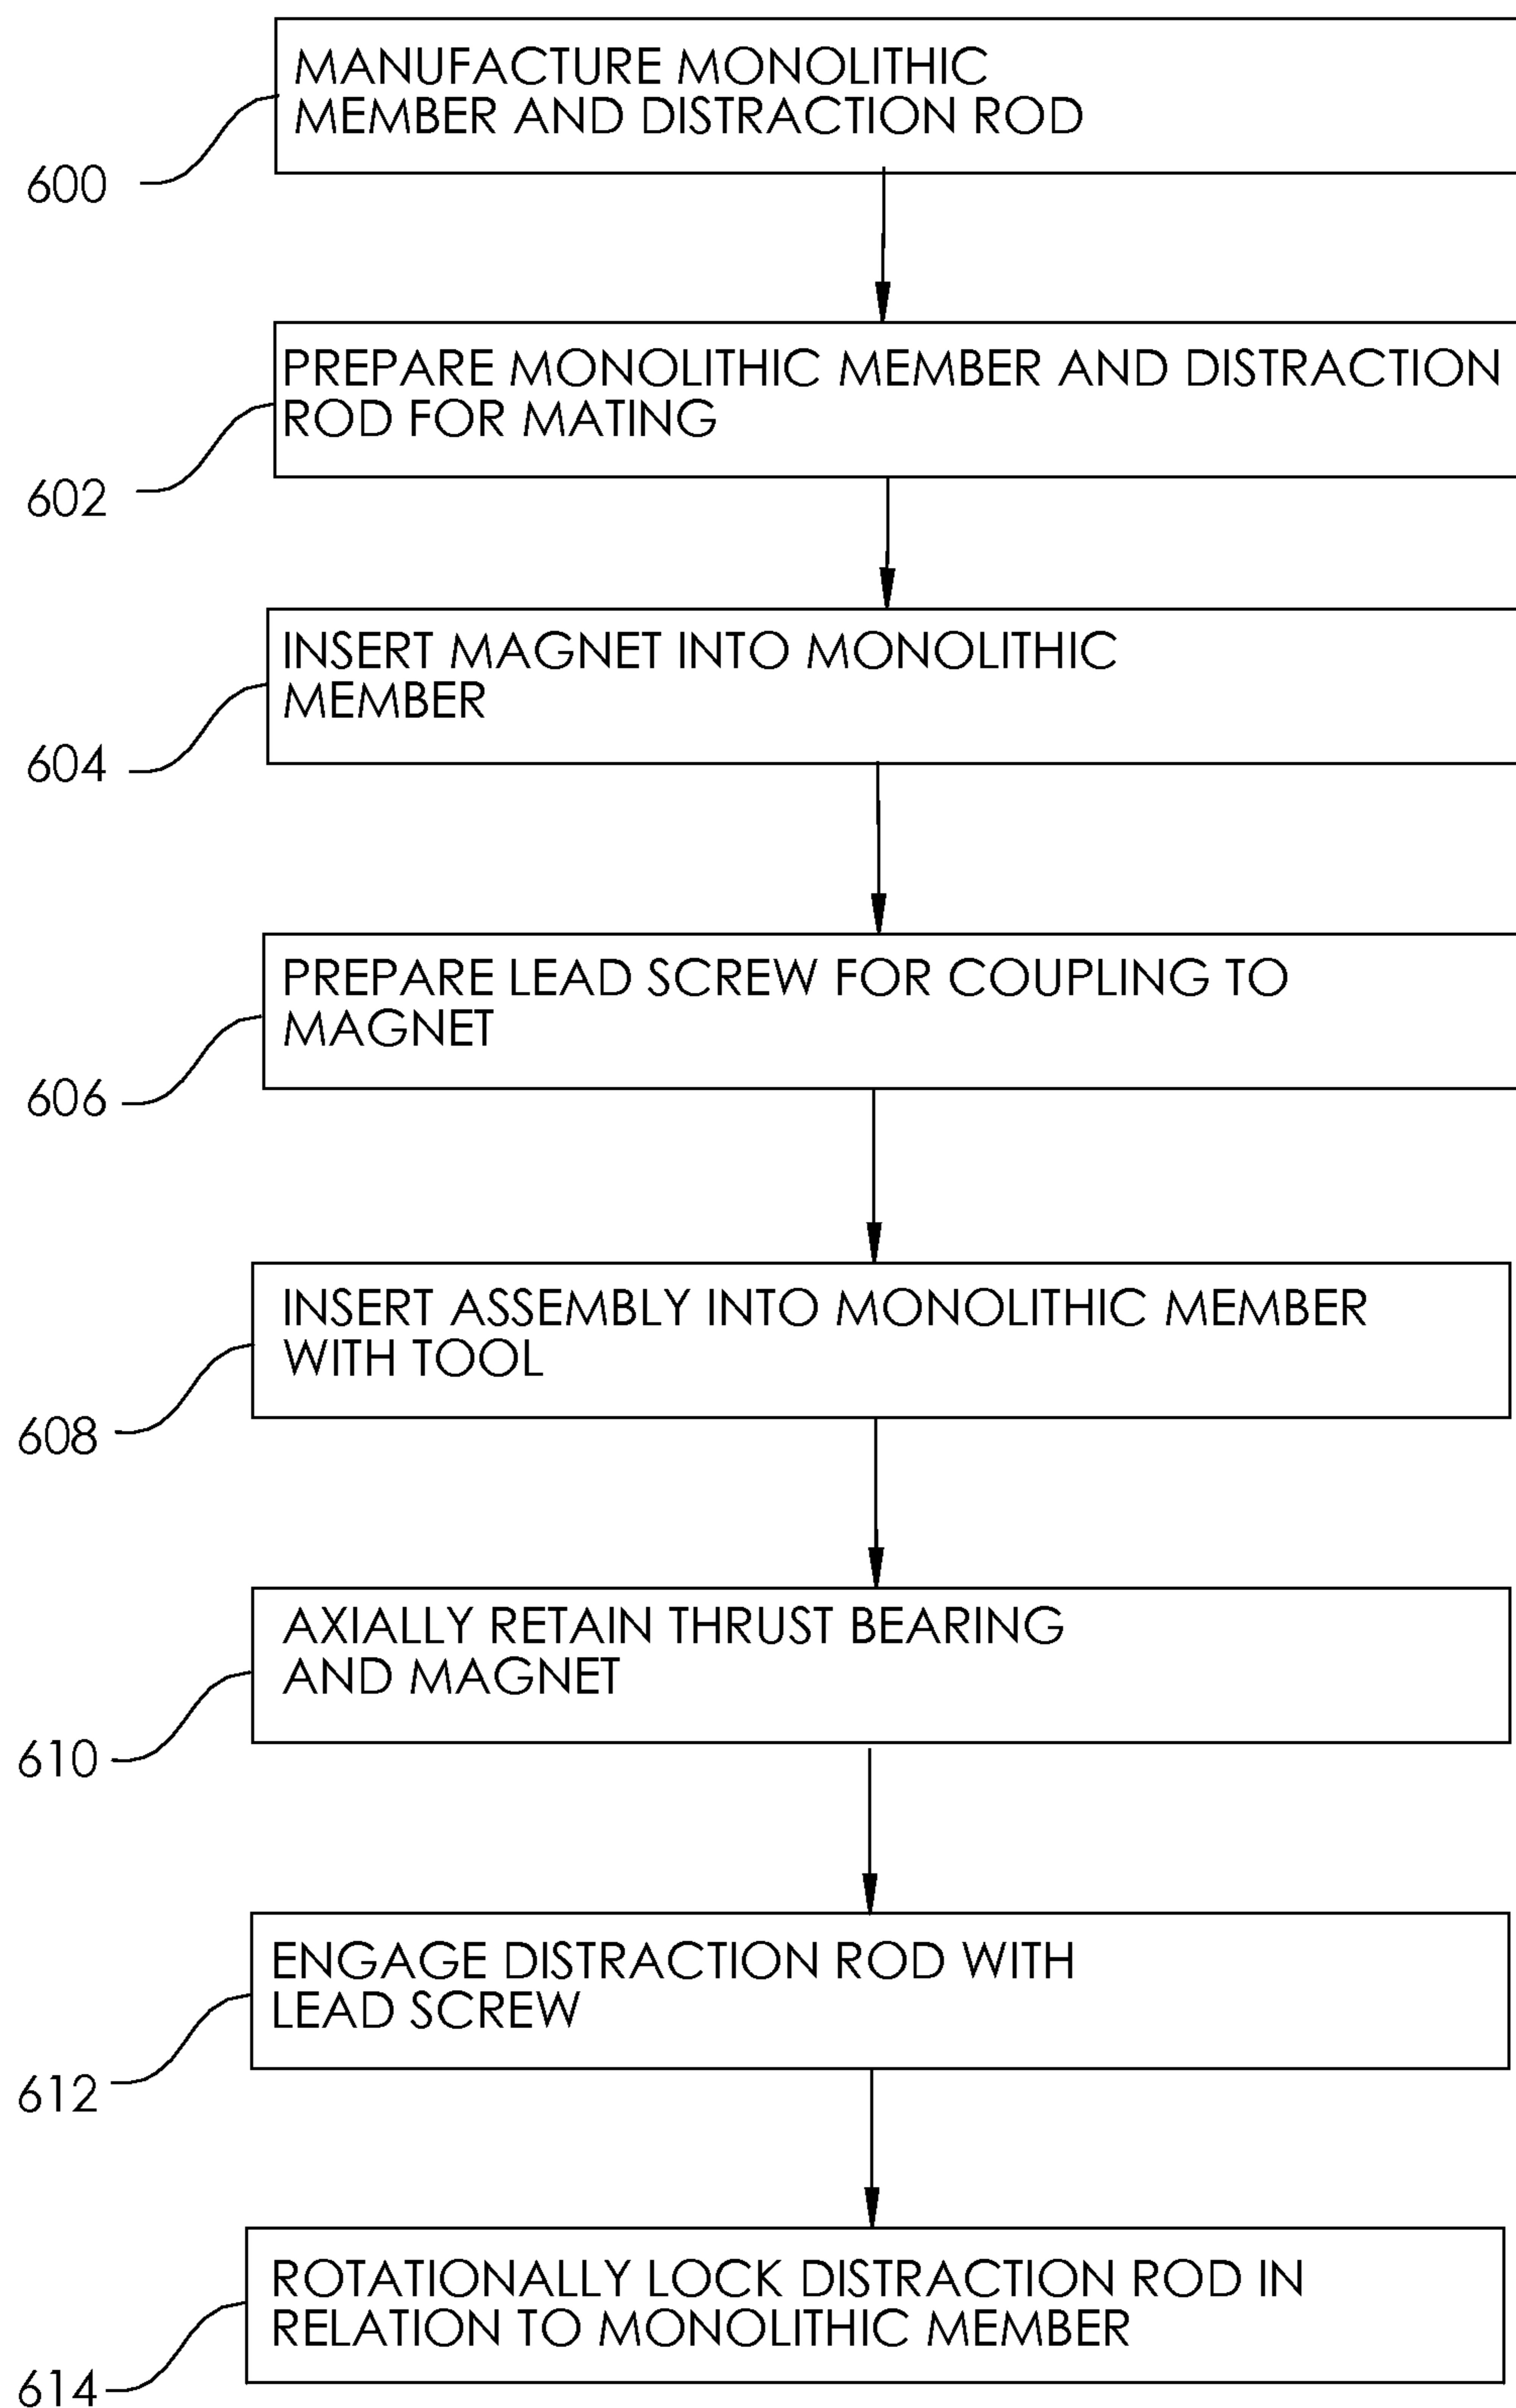 MANUFACTURE MONOLITHIC
MEMBER AND DISTRACTION ROD
600
PREPARE MONOLITHIC MEMBER AND DISTRACTION
ROD FOR MATING
602
INSERT MAGNET INTO MONOLITHIC
MEMBER
604
PREPARE LEAD SCREW FOR COUPLING TO
MAGNET
606
INSERT ASSEMBLY INTO MONOLITHIC MEMBER
WITH TOOL
608
AXIALLY RETAIN THRUST BEARING
AND MAGNET
610
ENGAGE DISTRACTION ROD WITH
LEAD SCREW
612
ROTATIONALLY LOCK DISTRACTION ROD IN
RELATION TO MONOLITHIC MEMBER
614